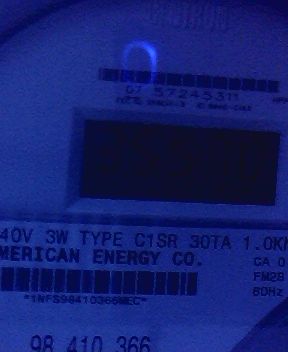 07 57245311
40V 3W TYPE C1SR 30TA 1.0K
MERICAN ENERGY CO.
CA 0
FM2S
60Hz
*1NFS98410366MEC*
98 410 366